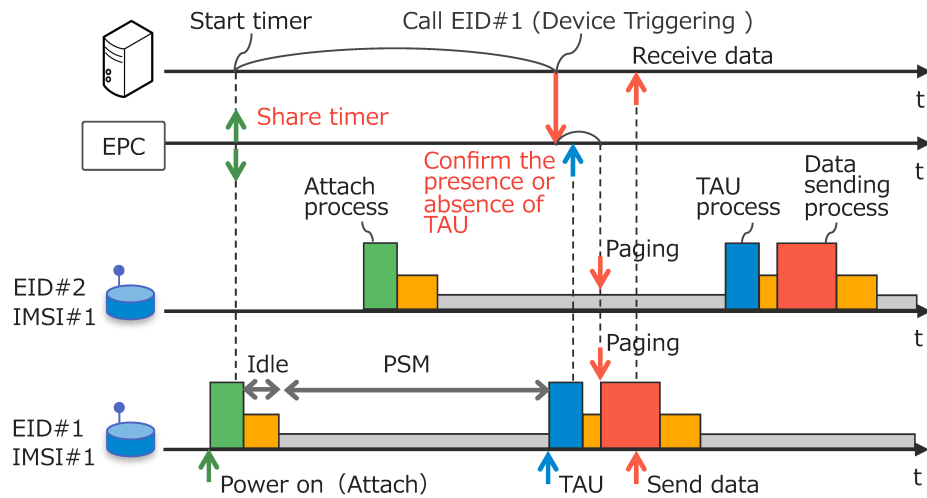 Start timer
Call EID#1 (Device Triggering )
Receive data
t
Share timer
EPC
t
Confirm the
presence or
absence of
TAU
Attach
process
TAU
process
Data
sending
process
Paging
EID#2
IMSI#1
t
Paging
Idle
PSM
EID#1
IMSI#1
t
Power on（Attach）
TAU
Send data